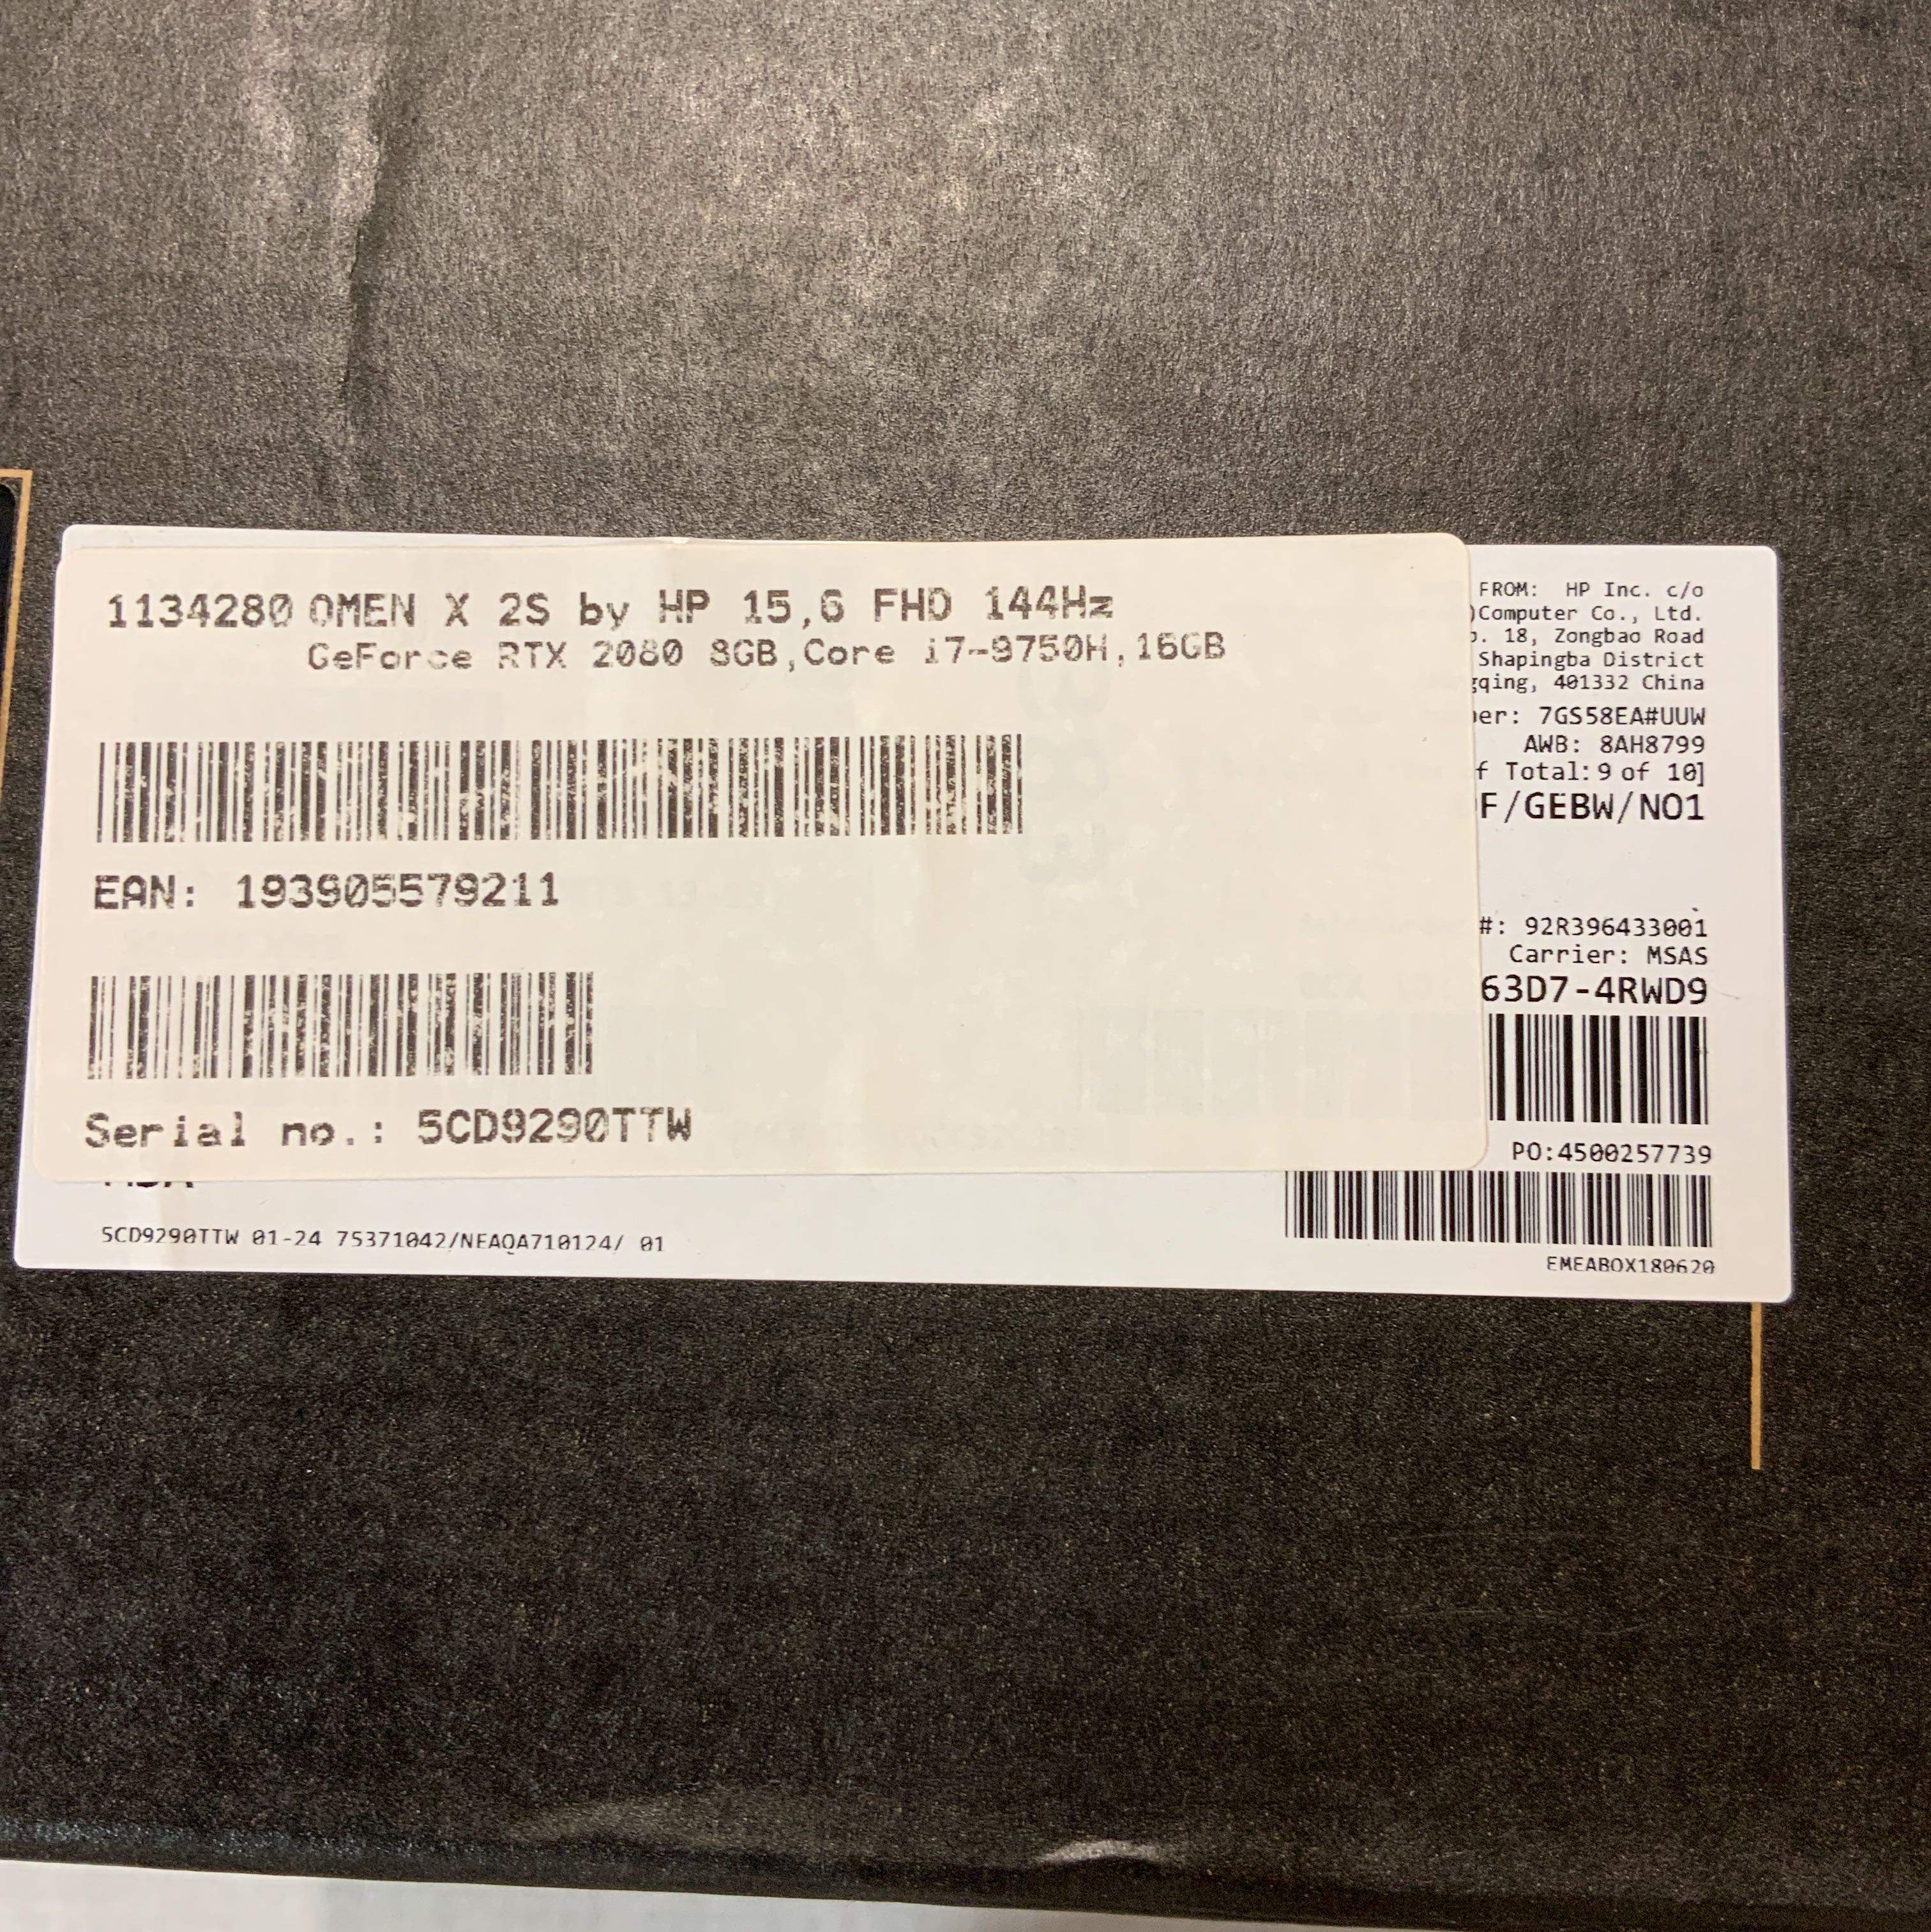 1134280 OMEN X 2S by HP 15,6 FHD 144Hz
GeForce RTX 2080 8GB,Core i7-9750H,16GB
EAN: 193905579211
Serial no.: 5CD9290TTW
FROM: HP Inc. c/o
)Computer Co., Ltd.
. 18, Zongbao Road
Shapingba District
qing, 401332 China
er: 7GS58EA#UUW
AWB: 8AH8799
f Total: 9 of 10]
F/GEBW/NO1
#: 92R396433001
Carrier: MSAS
63D7-4RWD9
PO:4500257739
5CD9290TTW 01-24 75371042/NEAOA710124/ 01
EMEABOX180620